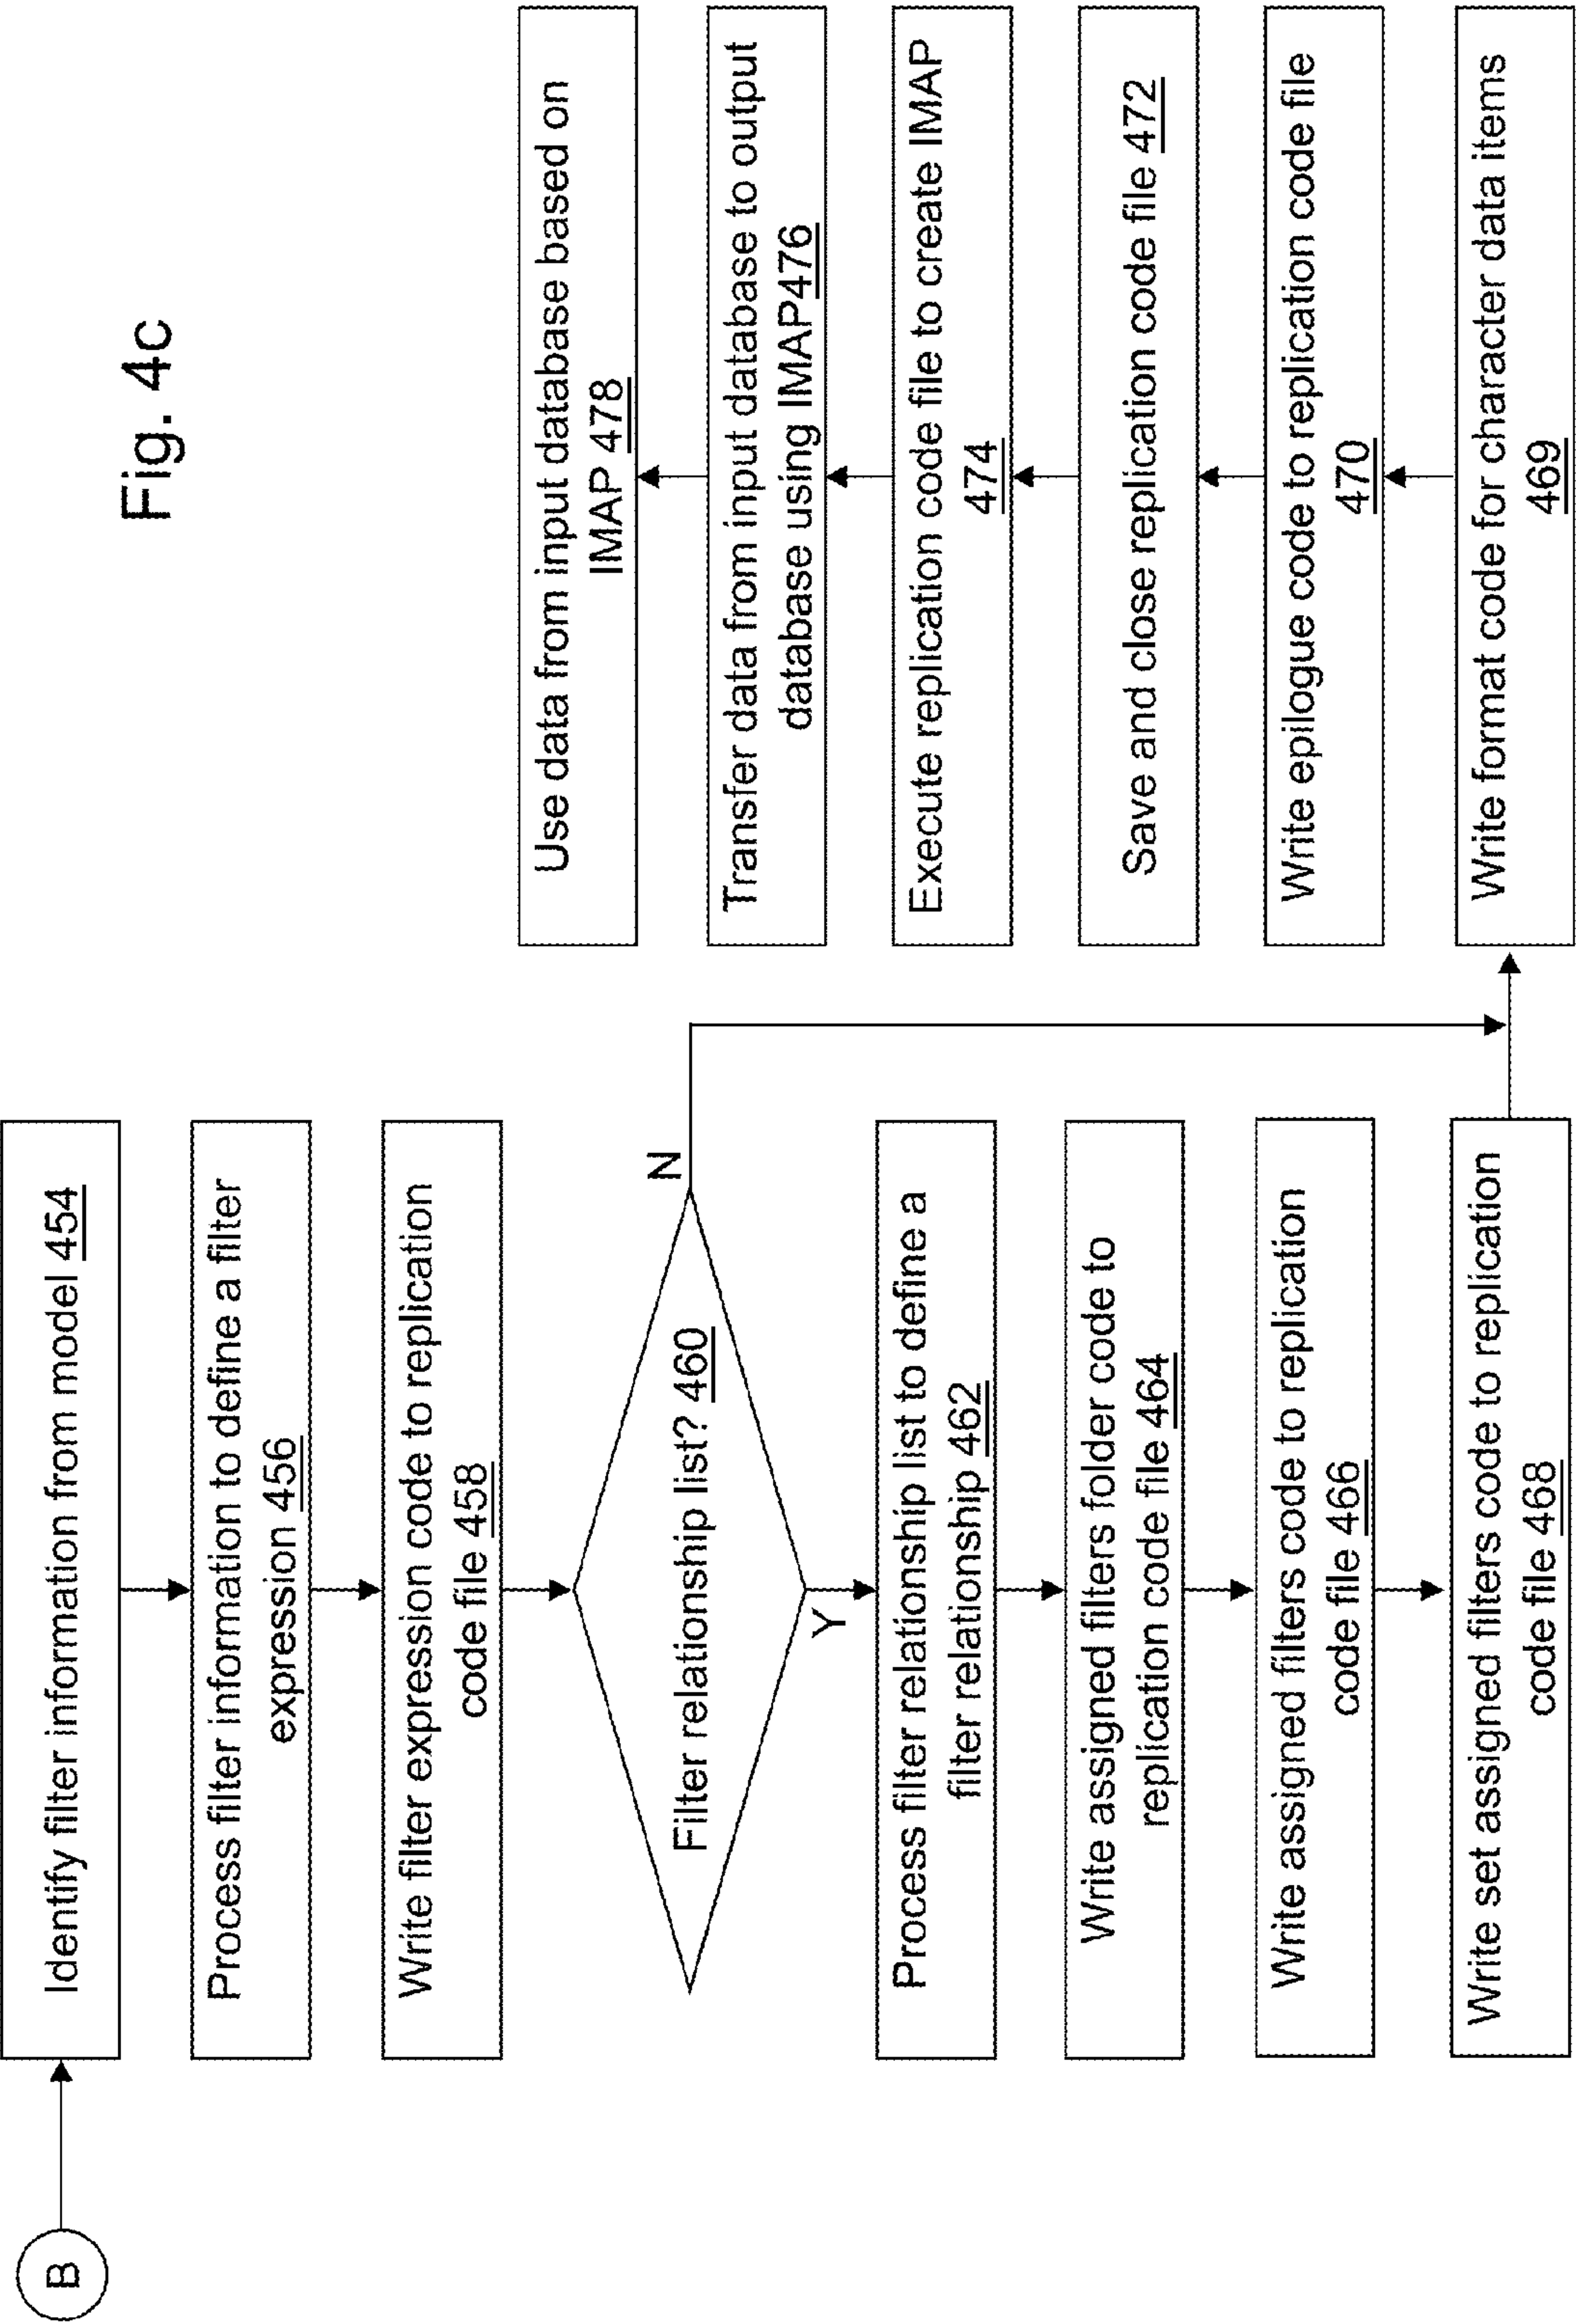 B
Identify filter information from model 454
Process filter information to define a filter
expression 456
Write filter expression code to replication
code file 458
Filter relationship list? 460
N
Y
Process filter relationship list to define a
filter relationship 462
Write assigned filters folder code to
replication code file 464
Write assigned filters code to replication
code file 466
Write set assigned filters code to replication
code file 468
Fig. 4c
Use data from input database based on
IMAP 478
Transfer data from input database to output
database using IMAP476
Execute replication code file to create IMAP
474
Save and close replication code file 472
Write epilogue code to replication code file
470
Write format code for character data items
469